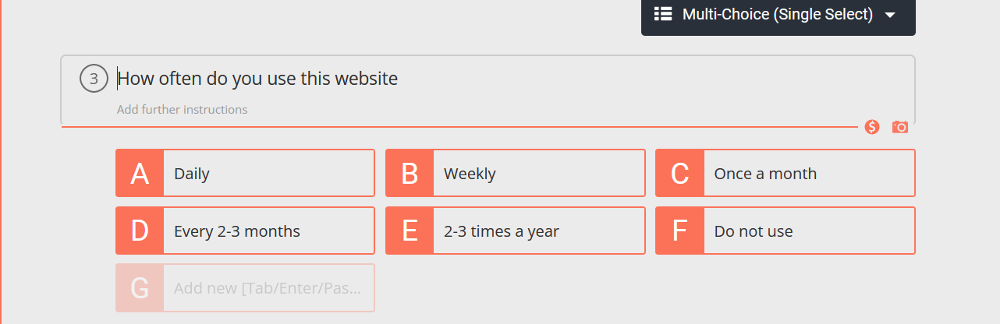 Multi-Choice (Single Select)
3 How often do you use this website
Add further instructions
$
A Daily
B Weekly
C Once a month
D Every 2-3 months
E 2-3 times a year
F Do not use
G Add new [Tab/Enter/Pas...